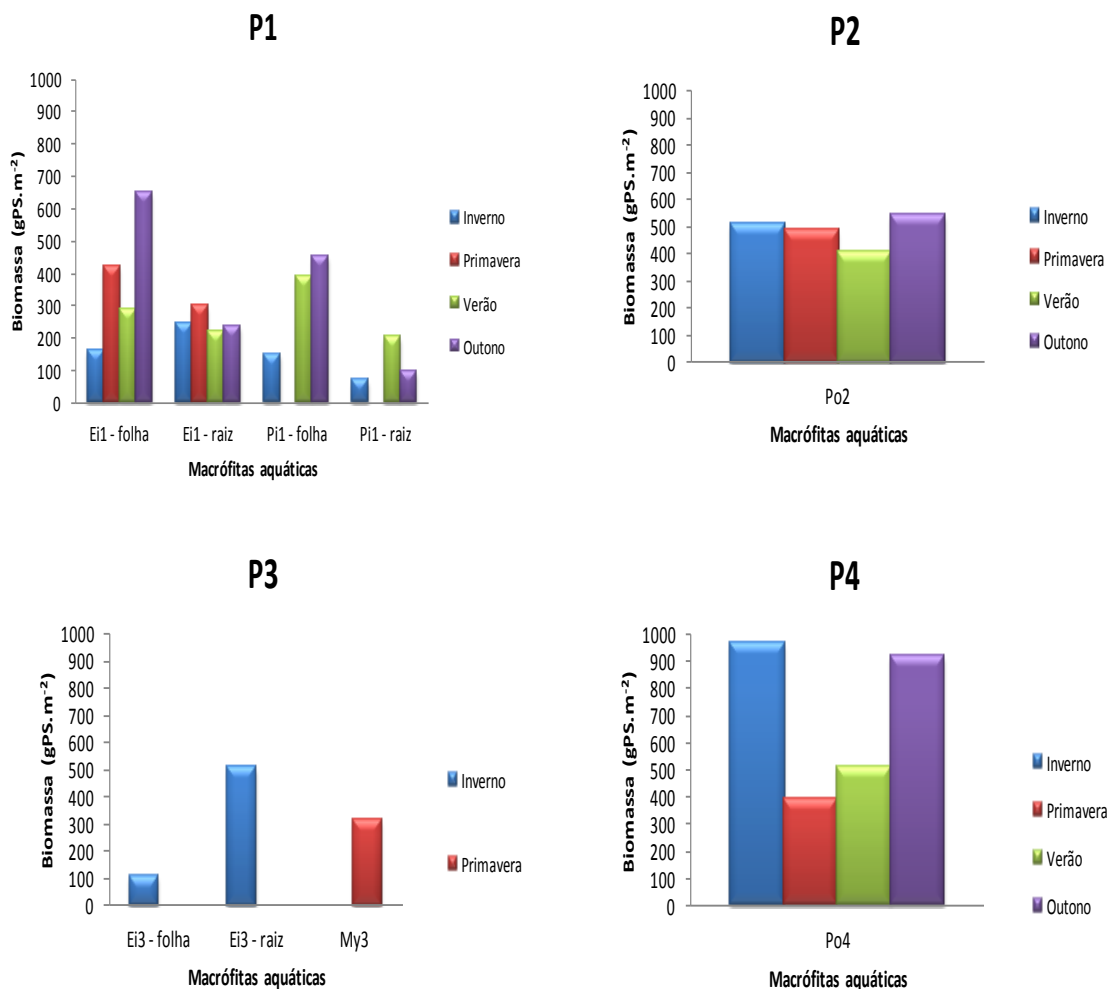 P1
1000
900
800
700
600
500
400
300
200
100
0
Biomassa (gPS.m⁻²)
Ei1 - folha Ei1 - raiz Pi1 - folha Pi1 - raiz
Macrófitas aquáticas
Inverno
Primavera
Verão
Outono
P2
1000
900
800
700
600
500
400
300
200
100
0
Biomassa (gPS.m⁻²)
Po2
Macrófitas aquáticas
Inverno
Primavera
Verão
Outono
P3
1000
900
800
700
600
500
400
300
200
100
0
Biomassa (gPS.m⁻²)
Ei3 - folha Ei3 - raiz My3
Macrófitas aquáticas
Inverno
Primavera
P4
1000
900
800
700
600
500
400
300
200
100
0
Biomassa (gPS.m⁻²)
Po4
Macrófitas aquáticas
Inverno
Primavera
Verão
Outono